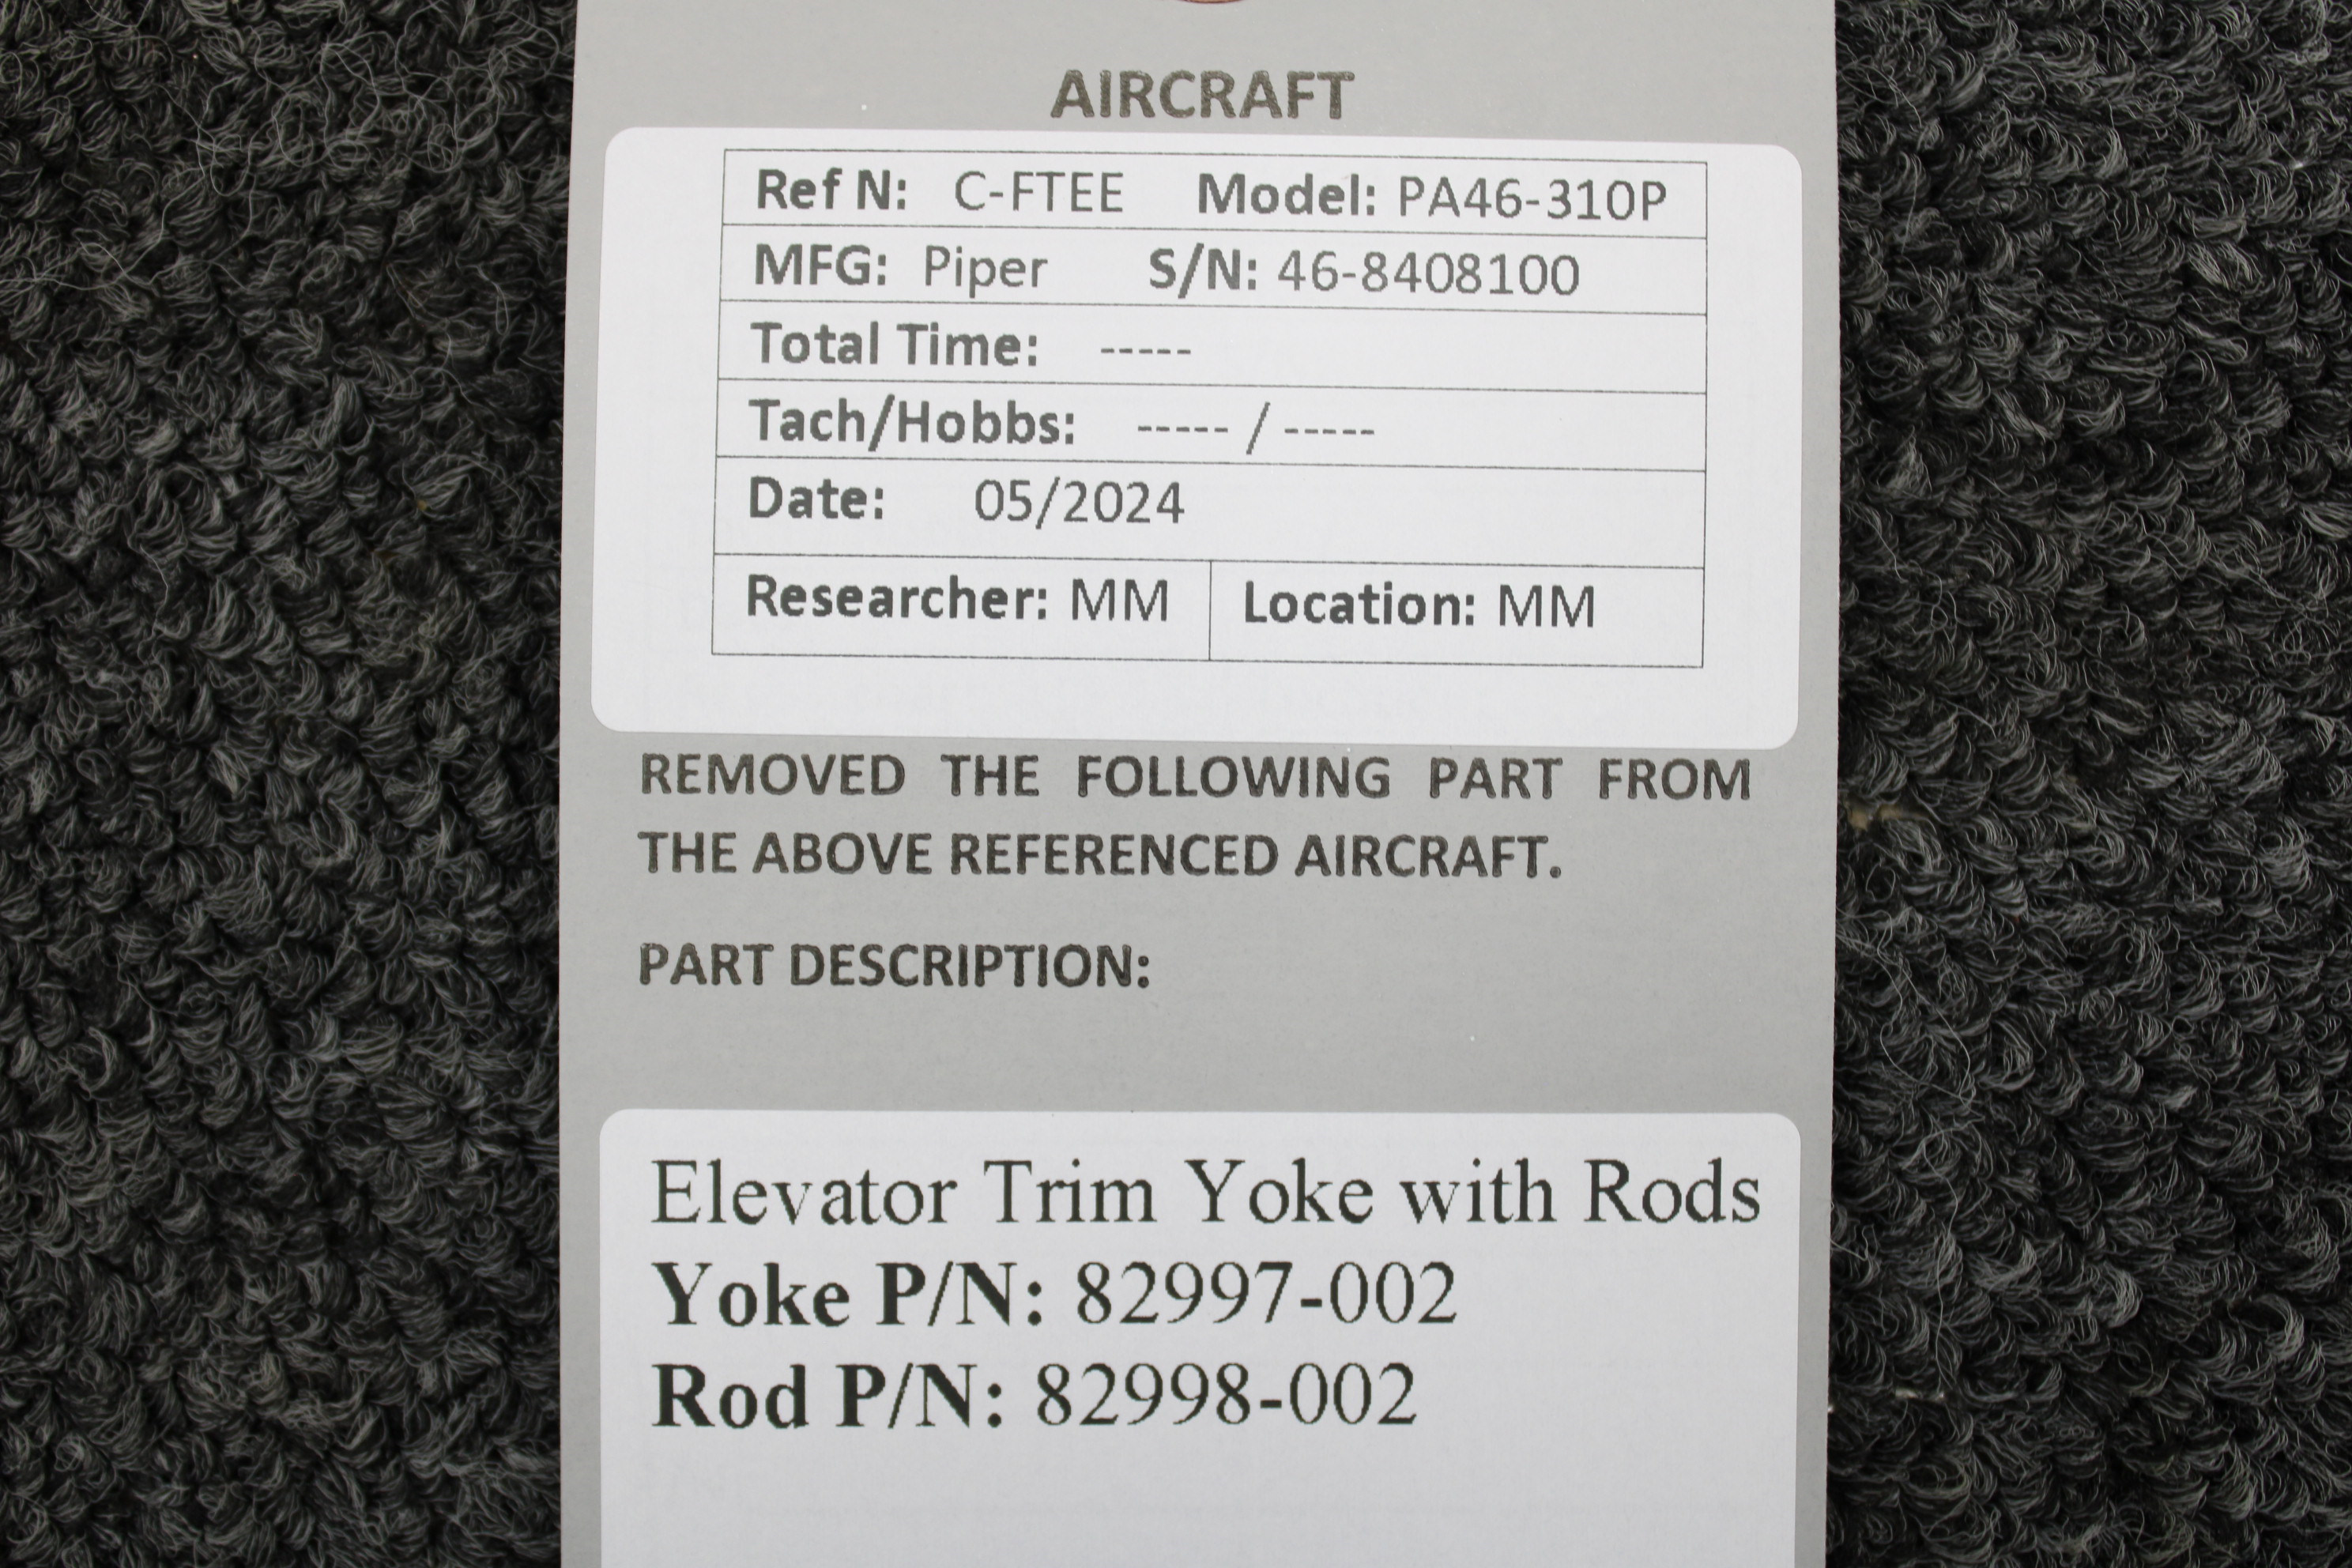 AIRCRAFT
Ref N: C-FTEE Model: PA46-310P
MFG: Piper S/N: 46-8408100
Total Time: -----
Tach/Hobbs: ----- / -----
Date: 05/2024
Researcher: MM Location: MM
REMOVED THE FOLLOWING PART FROM
THE ABOVE REFERENCED AIRCRAFT.
PART DESCRIPTION:
Elevator Trim Yoke with Rods
Yoke P/N: 82997-002
Rod P/N: 82998-002